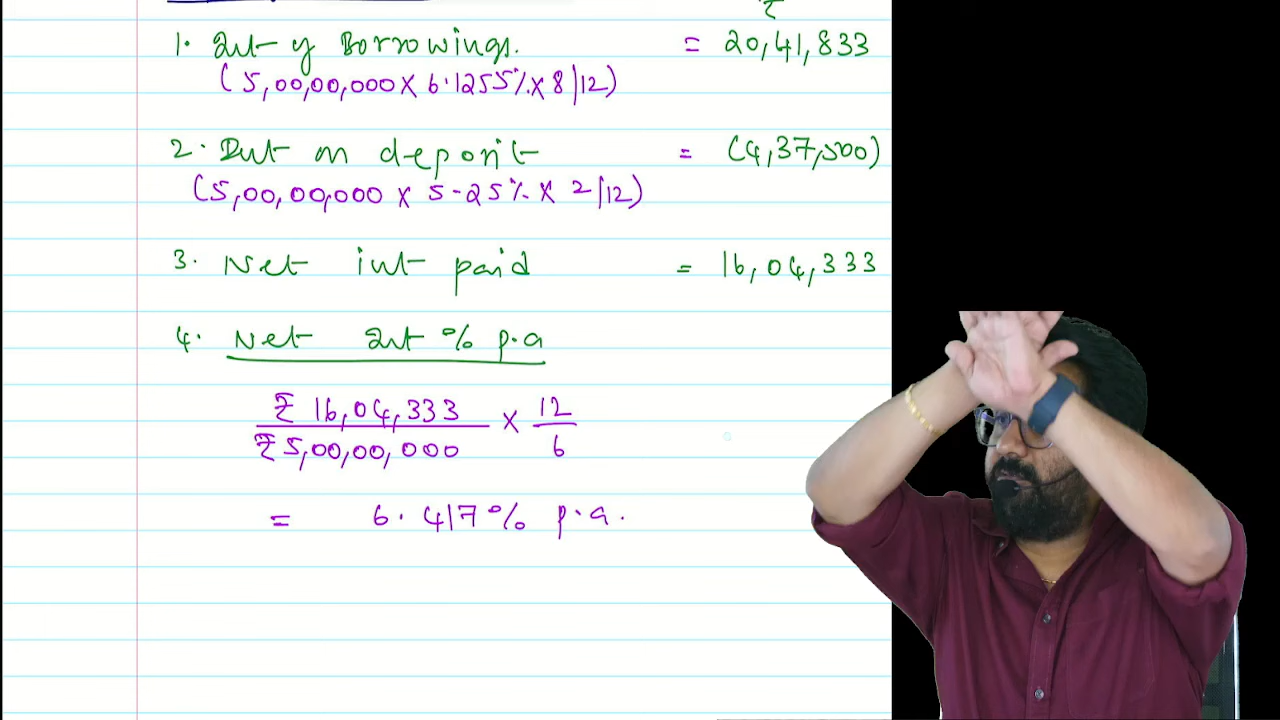 ₹
1. Int of Borrowings. = 20,41,833
(5,00,00,000 X 6.1255% X 8/12)
2. Int on deposit = (4,37,500)
(5,00,00,000 X 5.25% X 2/12)
3. Net int paid = 16,04,333
4. Net Int % p.a
₹ 16,04,333 X 12
₹ 5,00,00,000 6
= 6.417% p.a.